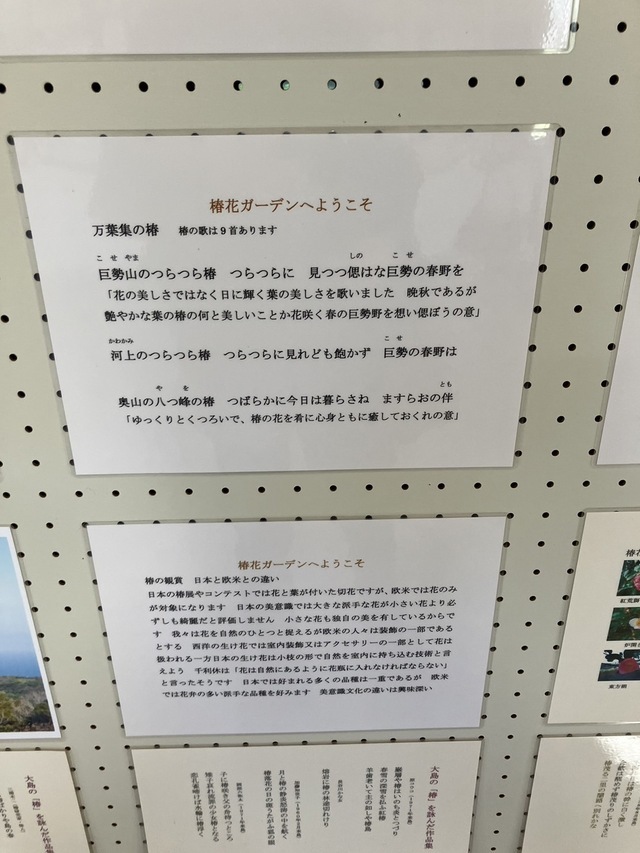 椿花ガーデンへようこそ
万葉集の椿　椿の歌は9首あります
こせ やま　しの　こせ
巨勢山のつらつら椿　つらつらに　見つつ偲はな巨勢の春野を
「花の美しさではなく日に輝く葉の美しさを歌いました　晩秋であるが
艶やかな葉の椿の何と美しいことか花咲く春の巨勢野を想い偲ぼうの意」
かわかみ　こせ
河上のつらつら椿　つらつらに見れども飽かず　巨勢の春野は
や　を　とも
奥山の八つ峰の椿　つばらかに今日は暮らさね　ますらおの伴
「ゆっくりとくつろいで、椿の花を肴に心身ともに癒しておくれの意」
椿花ガーデンへようこそ
椿の観賞　日本と欧米との違い
日本の椿展やコンテストでは花と葉が付いた切花ですが、欧米では花のみ
が対象になります　日本の美意識では大きな派手な花が小さい花より必
ずしも綺麗だと評価しません　小さな花も独自の美を有しているからで
す　我々は花を自然のひとつと捉えるが欧米の人々は装飾の一部である
とする　西洋の生け花では室内装飾又はアクセサリーの一部として花は
扱われる一方日本の生け花は小枝の形で自然を室内に持ち込む技術と言
えよう　千利休は「花は自然にあるように花瓶に入れなければならない」
と言ったそうです　日本では好まれる多くの品種は一重であるが　欧米
では花弁の多い派手な品種を好みます　美意識文化の違いは興味深い
椿花
紅荒獅
炉開
東方朔
大島の「椿」を詠んだ作品集
大島の「椿」を詠んだ作品集